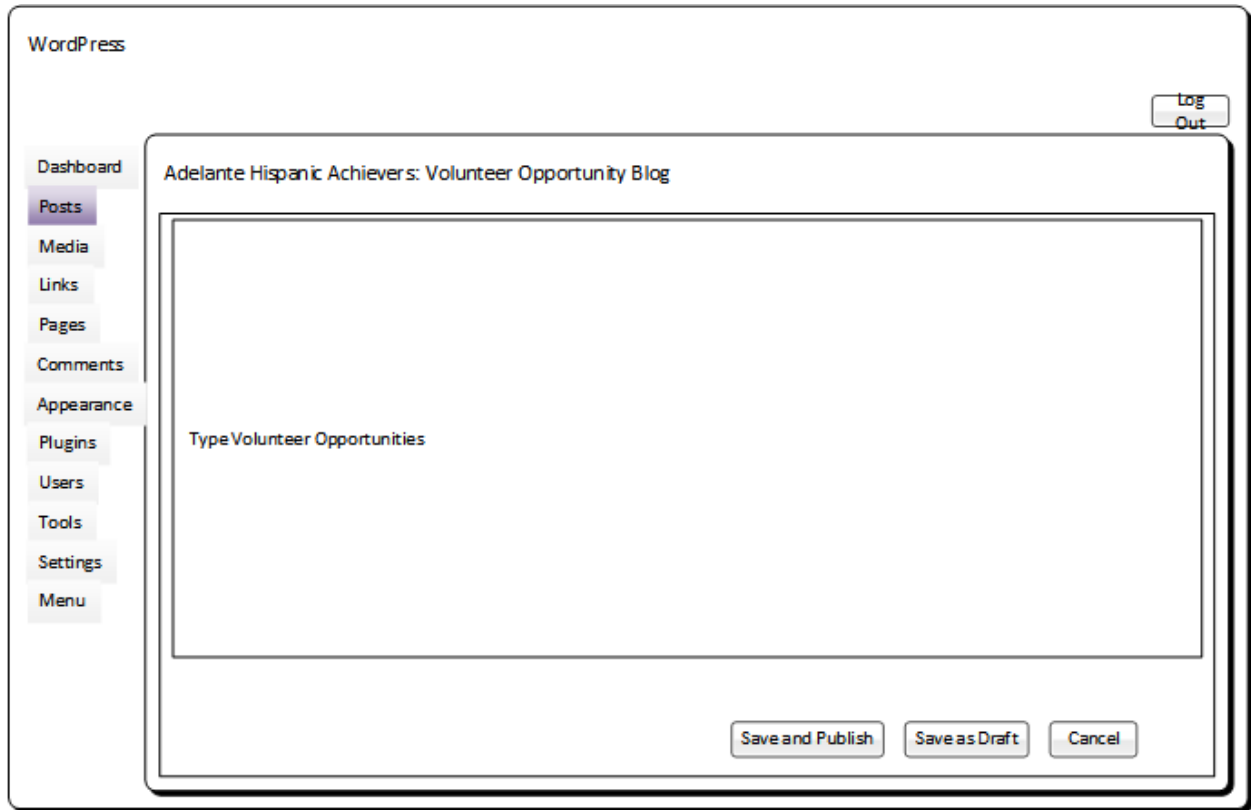 WordPress
Log
Out
Dashboard
Adelante Hispanic Achievers: Volunteer Opportunity Blog
Posts
Media
Links
Pages
Comments
Appearance
Plugins
Type Volunteer Opportunities
Users
Tools
Settings
Menu
Save and Publish
Save as Draft
Cancel